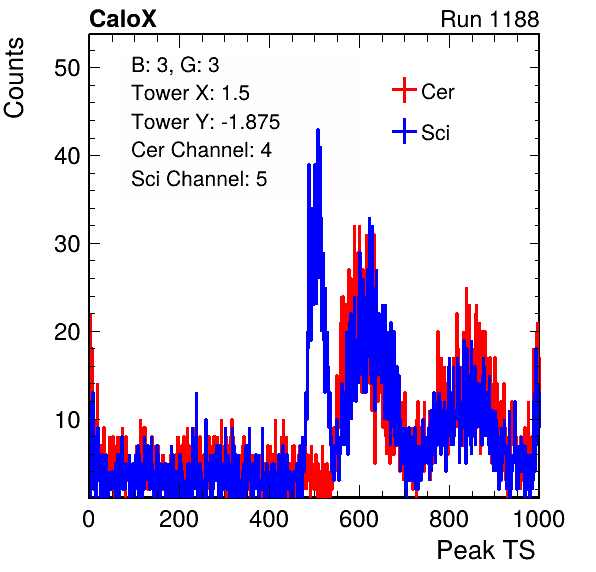 CaloX
Run 1188
Counts
50
40
30
20
10
B: 3, G: 3
Tower X: 1.5
Tower Y: -1.875
Cer Channel: 4
Sci Channel: 5
Cer
Sci
0 200 400 600 800 1000
Peak TS